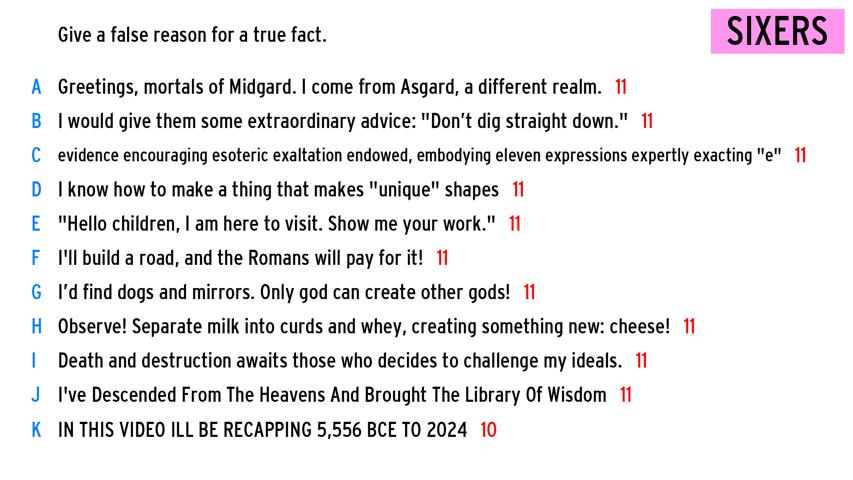 Give a false reason for a true fact.
SIXERS
A Greetings, mortals of Midgard. I come from Asgard, a different realm. 11
B I would give them some extraordinary advice: "Don’t dig straight down." 11
C evidence encouraging esoteric exaltation endowed, embodying eleven expressions expertly exacting "e" 11
D I know how to make a thing that makes "unique" shapes 11
E "Hello children, I am here to visit. Show me your work." 11
F I'll build a road, and the Romans will pay for it! 11
G I’d find dogs and mirrors. Only god can create other gods! 11
H Observe! Separate milk into curds and whey, creating something new: cheese! 11
I Death and destruction awaits those who decides to challenge my ideals. 11
J I've Descended From The Heavens And Brought The Library Of Wisdom 11
K IN THIS VIDEO ILL BE RECAPPING 5,556 BCE TO 2024 10